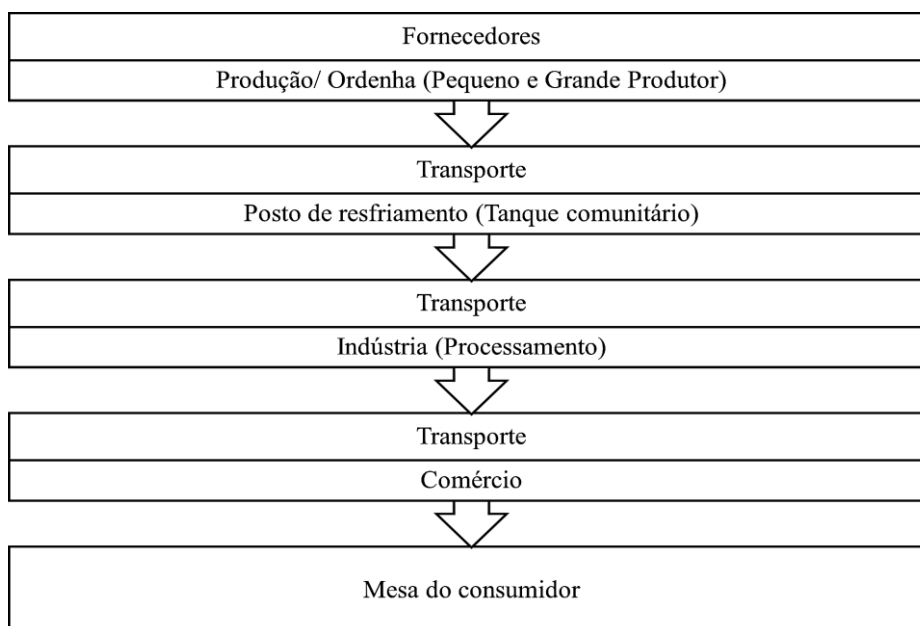 Fornecedores
Produção/ Ordenha (Pequeno e Grande Produtor)
Transporte
Posto de resfriamento (Tanque comunitário)
Transporte
Indústria (Processamento)
Transporte
Comércio
Mesa do consumidor